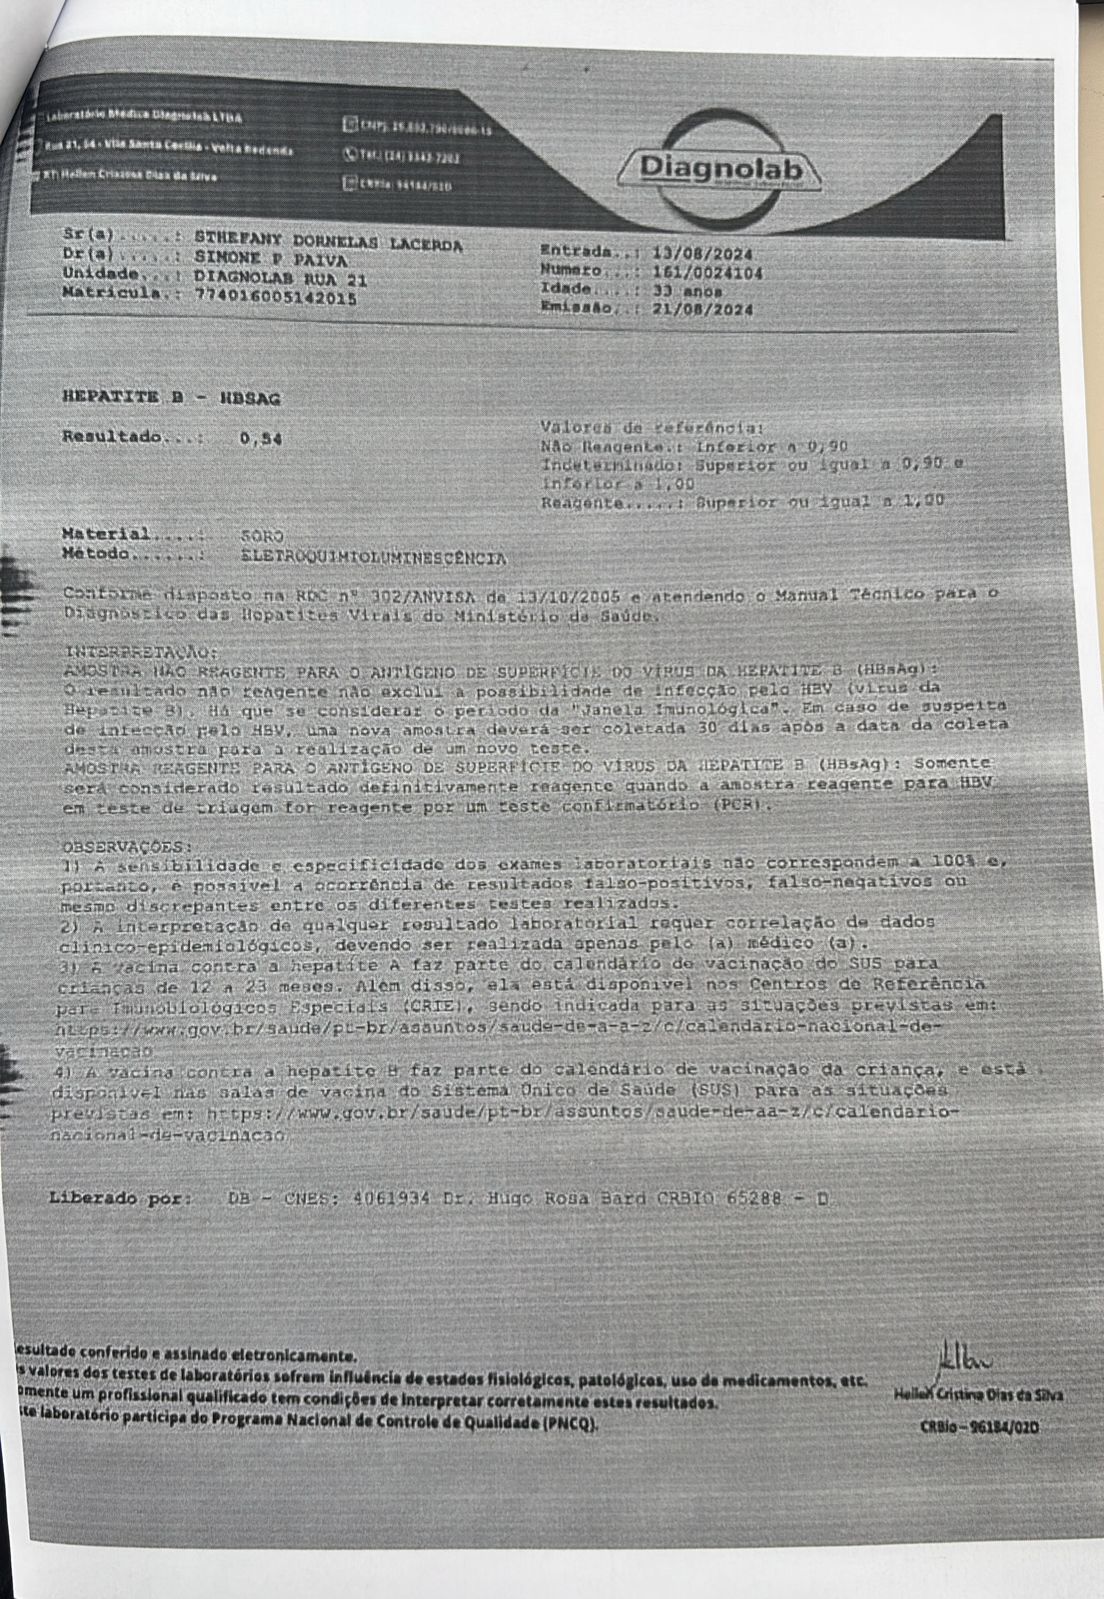 Laboratório Médico Diagnolab LTDA
Rua 21, 54 - Vila Santa Cecília - Volta Redonda
RT: Hellen Cristina Dias da Silva
CNPJ:
Tel.: (24) 3343-7203
CRBio: 96184/02D
Diagnolab
Sr(a).....: STHEFANY DORNELAS LACERDA
Dr(a).....: SIMONE P PAIVA
Unidade...: DIAGNOLAB RUA 21
Matrícula.: 774016005142015
Entrada..: 13/08/2024
Numero...: 161/0024104
Idade....: 33 anos
Emissão..: 21/08/2024
HEPATITE B - HBSAG
Resultado...: 0,54
Valores de referência:
Não Reagente.: Inferior a 0,90
Indeterminado: Superior ou igual a 0,90 e
inferior a 1,00
Reagente.....: Superior ou igual a 1,00
Material....: SORO
Método......: ELETROQUIMIOLUMINESCÊNCIA
Conforme disposto na RDC nº 302/ANVISA de 13/10/2005 e atendendo o Manual Técnico para o
Diagnóstico das Hepatites Virais do Ministério da Saúde.
INTERPRETAÇÃO:
AMOSTRA NÃO REAGENTE PARA O ANTÍGENO DE SUPERFÍCIE DO VÍRUS DA HEPATITE B (HBsAg):
O resultado não reagente não exclui a possibilidade de infecção pelo HBV (vírus da
Hepatite B). Há que se considerar o período da "Janela Imunológica". Em caso de suspeita
de infecção pelo HBV, uma nova amostra deverá ser coletada 30 dias após a data da coleta
desta amostra para a realização de um novo teste.
AMOSTRA REAGENTE PARA O ANTÍGENO DE SUPERFÍCIE DO VÍRUS DA HEPATITE B (HBsAg): Somente
será considerado resultado definitivamente reagente quando a amostra reagente para HBV
em teste de triagem for reagente por um teste confirmatório (PCR).
OBSERVAÇÕES:
1) A sensibilidade e especificidade dos exames laboratoriais não correspondem a 100% e,
portanto, é possível a ocorrência de resultados falso-positivos, falso-negativos ou
mesmo discrepantes entre os diferentes testes realizados.
2) A interpretação de qualquer resultado laboratorial requer correlação de dados
clínico-epidemiológicos, devendo ser realizada apenas pelo (a) médico (a).
3) A vacina contra a hepatite A faz parte do calendário de vacinação do SUS para
crianças de 12 a 23 meses. Além disso, ela está disponível nos Centros de Referência
para Imunobiológicos Especiais (CRIE), sendo indicada para as situações previstas em:
https://www.gov.br/saude/pt-br/assuntos/saude-de-a-a-z/c/calendario-nacional-de-
vacinacao
4) A vacina contra a hepatite B faz parte do calendário de vacinação da criança, e está
disponível nas salas de vacina do Sistema Único de Saúde (SUS) para as situações
previstas em: https://www.gov.br/saude/pt-br/assuntos/saude-de-aa-z/c/calendario-
nacional-de-vacinacao
Liberado por: DB - CNES: 4061934 Dr. Hugo Rosa Bard CRBIO 65288 - D
esultado conferido e assinado eletronicamente.
s valores dos testes de laboratórios sofrem influência de estados fisiológicos, patológicos, uso de medicamentos, etc.
omente um profissional qualificado tem condições de interpretar corretamente estes resultados.
ste laboratório participa do Programa Nacional de Controle de Qualidade (PNCQ).
Hellen Cristina Dias da Silva
CRBio - 96184/02D